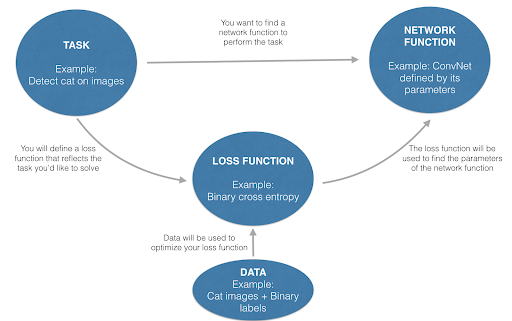 You want to find a
network function to
perform the task
TASK
Example:
Detect cat on images
NETWORK
FUNCTION
Example: ConvNet
defined by its
parameters
You will define a loss
function that reflects the
task you'd like to solve
LOSS FUNCTION
Example:
Binary cross entropy
The loss function will be
used to find the parameters
of the network function
Data will be used to
optimize your loss function
DATA
Example:
Cat images + Binary
labels